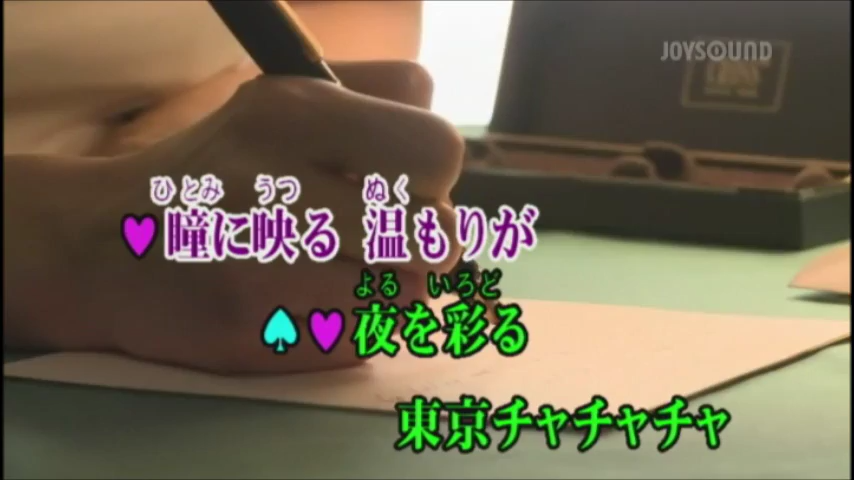 JOYSOUND
ひとみ うつ ぬく
♥瞳に映る 温もりが
よる いろど
♠♥夜を彩る
東京チャチャチャ